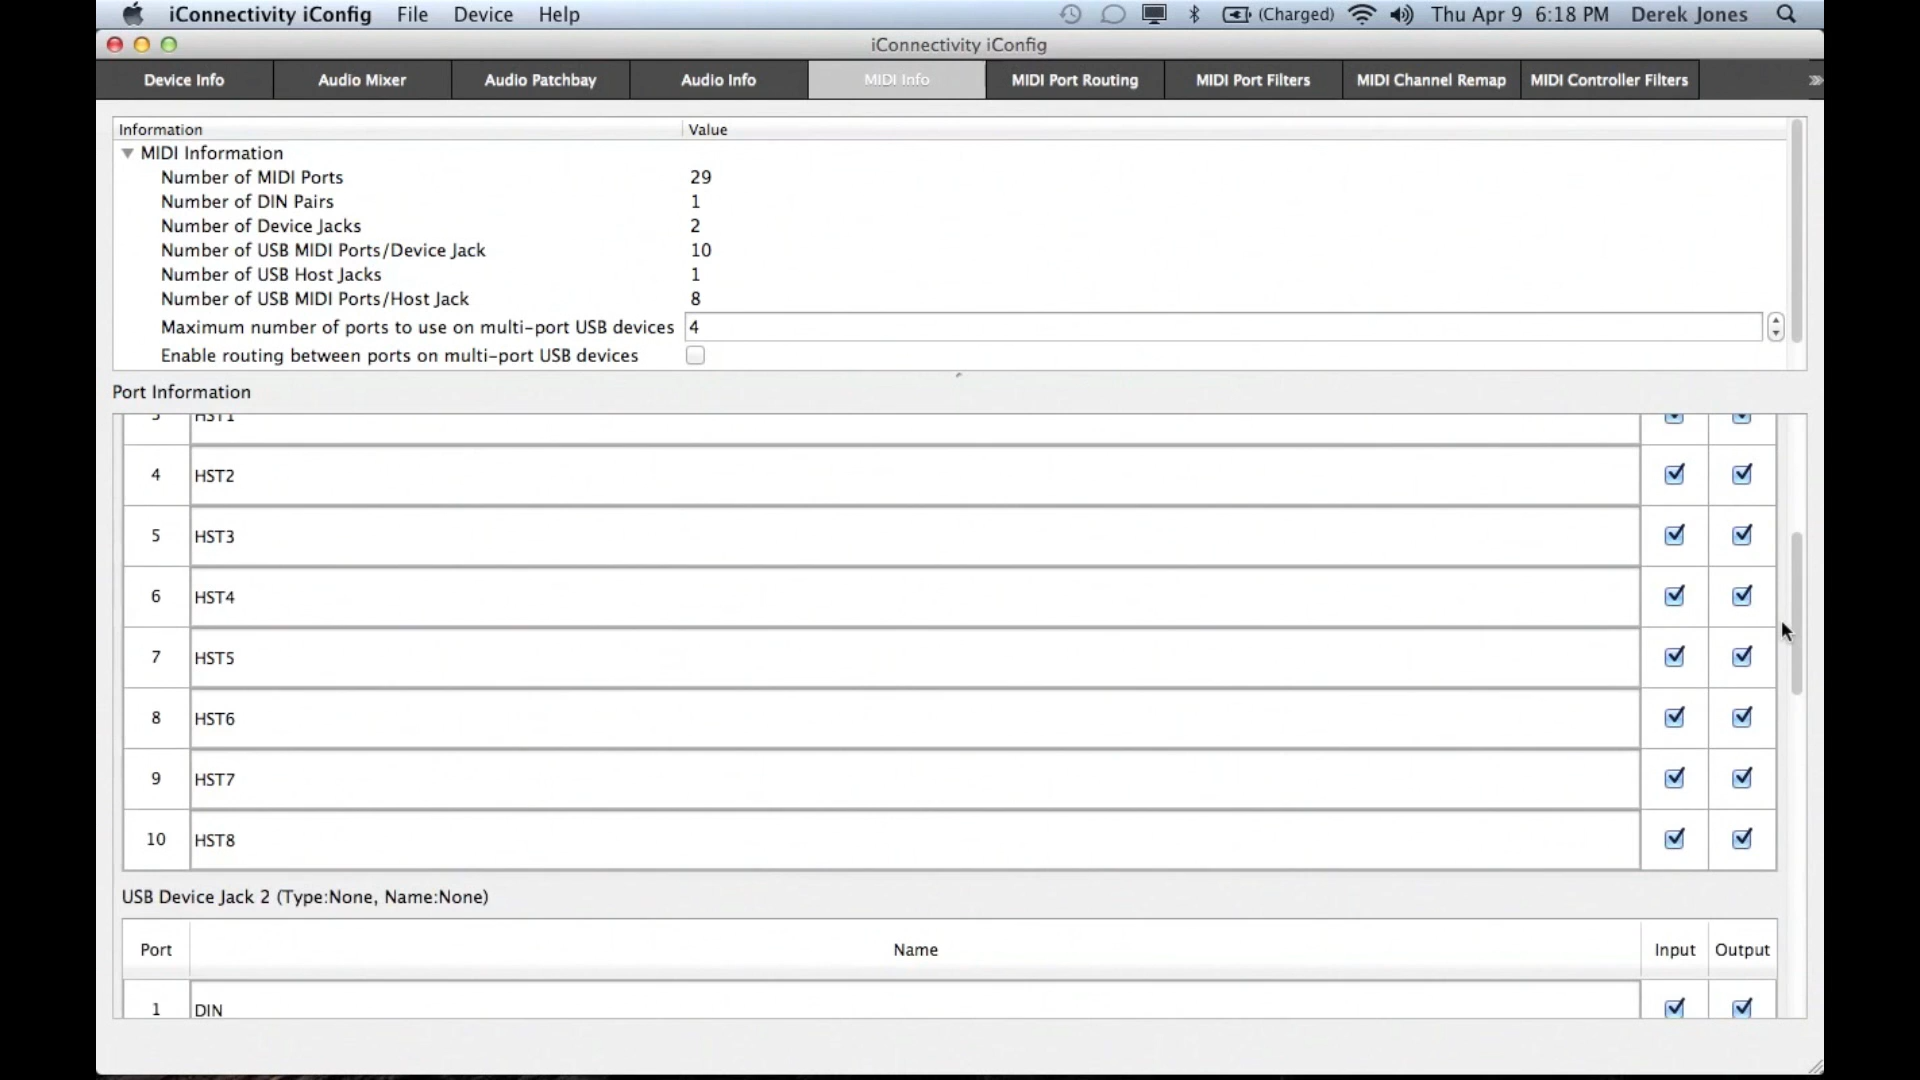 iConnectivity iConfig File Device Help (Charged) Thu Apr 9 6:18 PM Derek Jones
iConnectivity iConfig
Device Info Audio Mixer Audio Patchbay Audio Info MIDI Info MIDI Port Routing MIDI Port Filters MIDI Channel Remap MIDI Controller Filters »
Information Value
MIDI Information
Number of MIDI Ports 29
Number of DIN Pairs 1
Number of Device Jacks 2
Number of USB MIDI Ports/Device Jack 10
Number of USB Host Jacks 1
Number of USB MIDI Ports/Host Jack 8
Maximum number of ports to use on multi-port USB devices 4
Enable routing between ports on multi-port USB devices
Port Information
3 HST1
4 HST2
5 HST3
6 HST4
7 HST5
8 HST6
9 HST7
10 HST8
USB Device Jack 2 (Type:None, Name:None)
Port Name Input Output
1 DIN